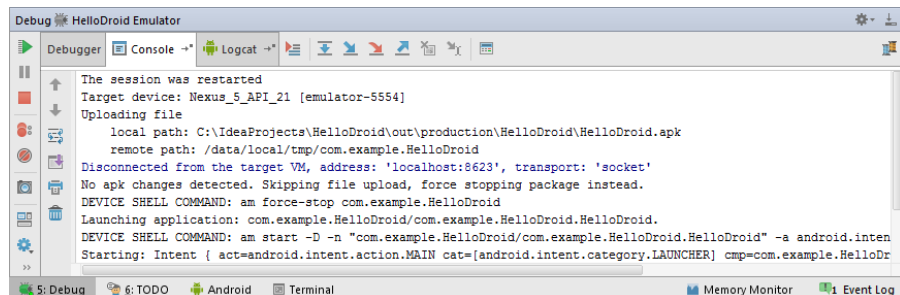 Debug HelloDroid Emulator
Debugger Console Logcat
The session was restarted
Target device: Nexus_5_API_21 [emulator-5554]
Uploading file
local path: C:\IdeaProjects\HelloDroid\out\production\HelloDroid\HelloDroid.apk
remote path: /data/local/tmp/com.example.HelloDroid
Disconnected from the target VM, address: 'localhost:8623', transport: 'socket'
No apk changes detected. Skipping file upload, force stopping package instead.
DEVICE SHELL COMMAND: am force-stop com.example.HelloDroid
Launching application: com.example.HelloDroid/com.example.HelloDroid.HelloDroid.
DEVICE SHELL COMMAND: am start -D -n "com.example.HelloDroid/com.example.HelloDroid.HelloDroid" -a android.inten
Starting: Intent { act=android.intent.action.MAIN cat=[android.intent.category.LAUNCHER] cmp=com.example.HelloDr
5: Debug 6: TODO Android Terminal Memory Monitor 1 Event Log